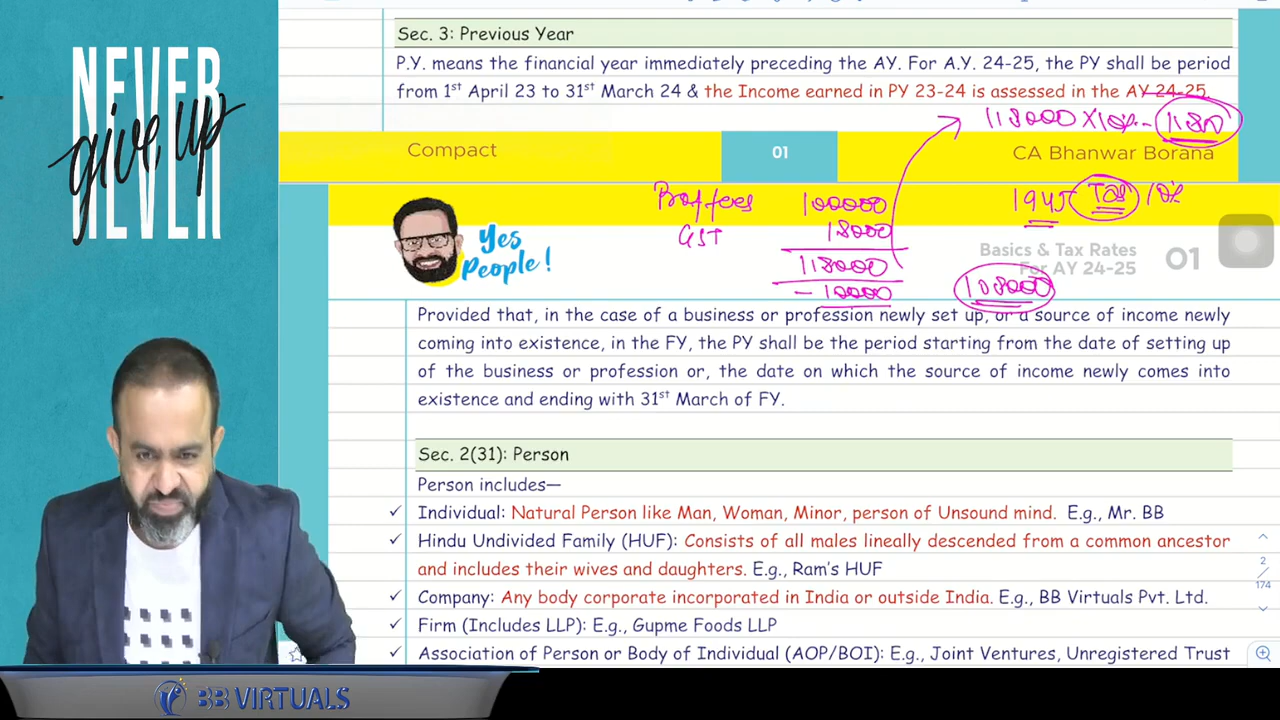 NEVER
give up
NEVER
Sec. 3: Previous Year
P.Y. means the financial year immediately preceding the AY. For A.Y. 24-25, the PY shall be period
from 1st April 23 to 31st March 24 & the Income earned in PY 23-24 is assessed in the AY 24-25.
118000 x 10% - 11800
Compact
01
CA Bhanwar Borana
Prof fees 100000
GST 18000
118000
- 10000
108000
194J TDS 10%
Yes
People !
Basics & Tax Rates
For AY 24-25
01
Provided that, in the case of a business or profession newly set up, or a source of income newly
coming into existence, in the FY, the PY shall be the period starting from the date of setting up
of the business or profession or, the date on which the source of income newly comes into
existence and ending with 31st March of FY.
Sec. 2(31): Person
Person includes—
✓ Individual: Natural Person like Man, Woman, Minor, person of Unsound mind. E.g., Mr. BB
✓ Hindu Undivided Family (HUF): Consists of all males lineally descended from a common ancestor
and includes their wives and daughters. E.g., Ram's HUF
✓ Company: Any body corporate incorporated in India or outside India. E.g., BB Virtuals Pvt. Ltd.
✓ Firm (Includes LLP): E.g., Gupme Foods LLP
✓ Association of Person or Body of Individual (AOP/BOI): E.g., Joint Ventures, Unregistered Trust
2
/
174
BB VIRTUALS